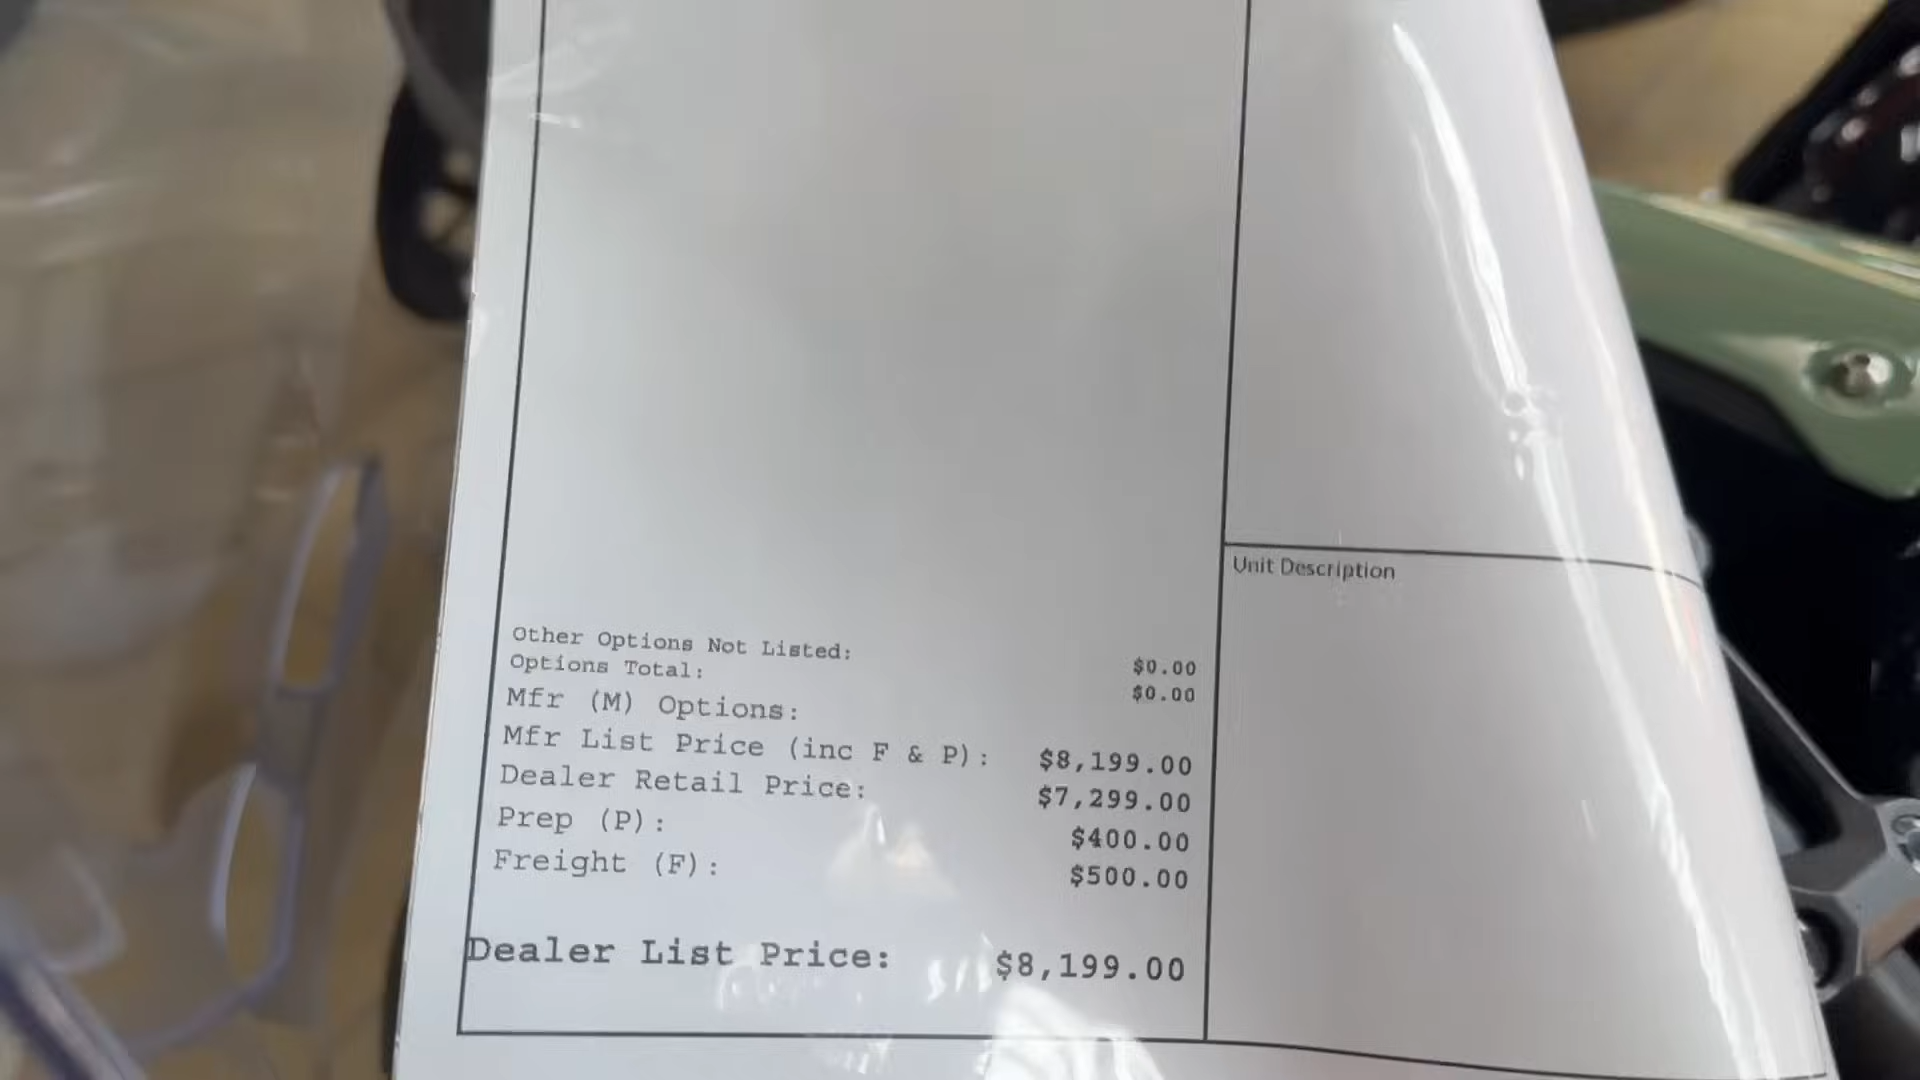 Unit Description
Other Options Not Listed: $0.00
Options Total: $0.00
Mfr (M) Options:
Mfr List Price (inc F & P): $8,199.00
Dealer Retail Price: $7,299.00
Prep (P): $400.00
Freight (F): $500.00
Dealer List Price: $8,199.00